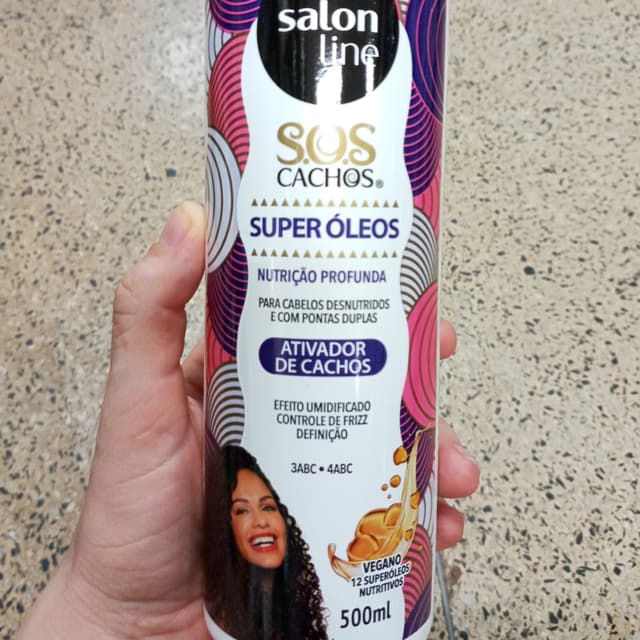 salon
line
S.O.S
CACHOS®
SUPER ÓLEOS
NUTRIÇÃO PROFUNDA
PARA CABELOS DESNUTRIDOS
E COM PONTAS DUPLAS
ATIVADOR
DE CACHOS
EFEITO UMIDIFICADO
CONTROLE DE FRIZZ
DEFINIÇÃO
3ABC • 4ABC
VEGANO
12 SUPERÓLEOS
NUTRITIVOS
500ml